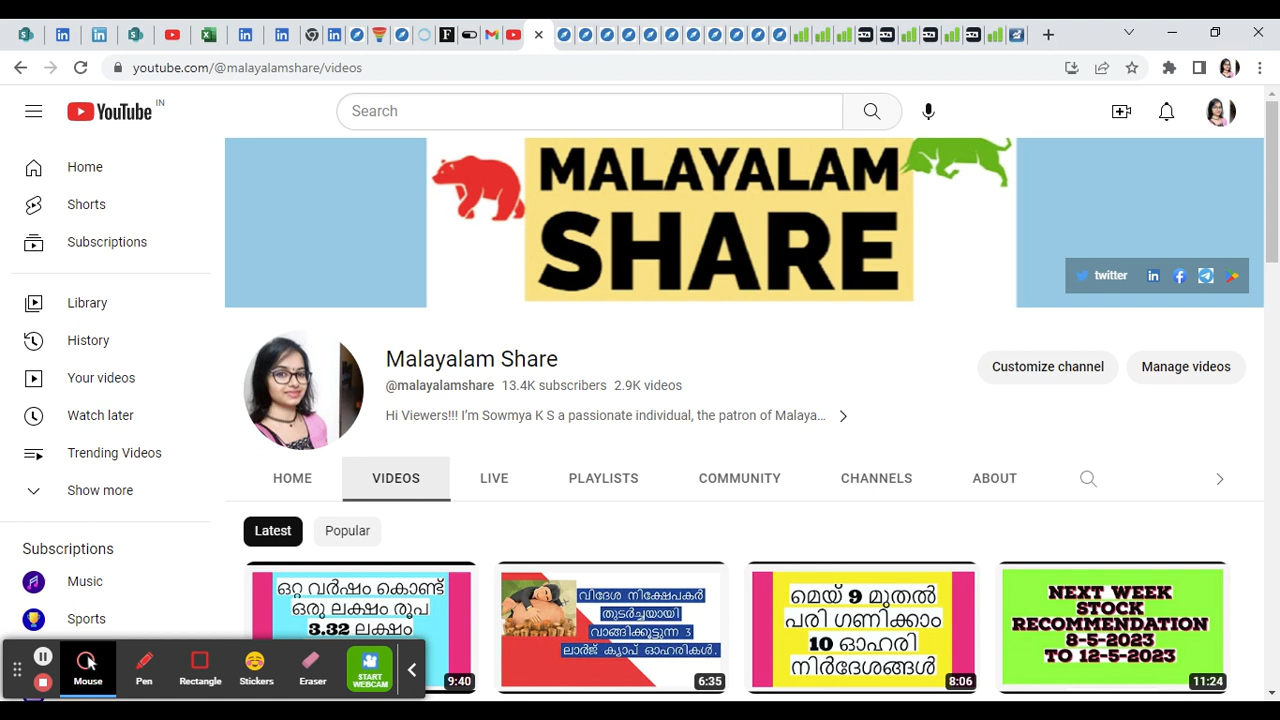 youtube.com/@malayalamshare/videos
YouTube IN
Search
Home
Shorts
Subscriptions
Library
History
Your videos
Watch later
Trending Videos
Show more
Subscriptions
Music
Sports
MALAYALAM
SHARE
twitter
Malayalam Share
@malayalamshare 13.4K subscribers 2.9K videos
Hi Viewers!!! I'm Sowmya K S a passionate individual, the patron of Malaya...
Customize channel
Manage videos
HOME
VIDEOS
LIVE
PLAYLISTS
COMMUNITY
CHANNELS
ABOUT
Latest
Popular
ഒറ്റ വർഷം കൊണ്ട്
ഒരു ലക്ഷം രൂപ
3.32 ലക്ഷം
9:40
വിദേശ നിക്ഷേപകർ
തുടർച്ചയായി
വാങ്ങിക്കൂട്ടുന്ന 3
ലാർജ് ക്യാപ് ഓഹരികൾ.
6:35
മെയ് 9 മുതൽ
പരി ഗണിക്കാം
10 ഓഹരി
നിർദേശങ്ങൾ
8:06
NEXT WEEK
STOCK
RECOMMENDATION
8-5-2023
TO 12-5-2023
11:24
Mouse
Pen
Rectangle
Stickers
Eraser
START
WEBCAM